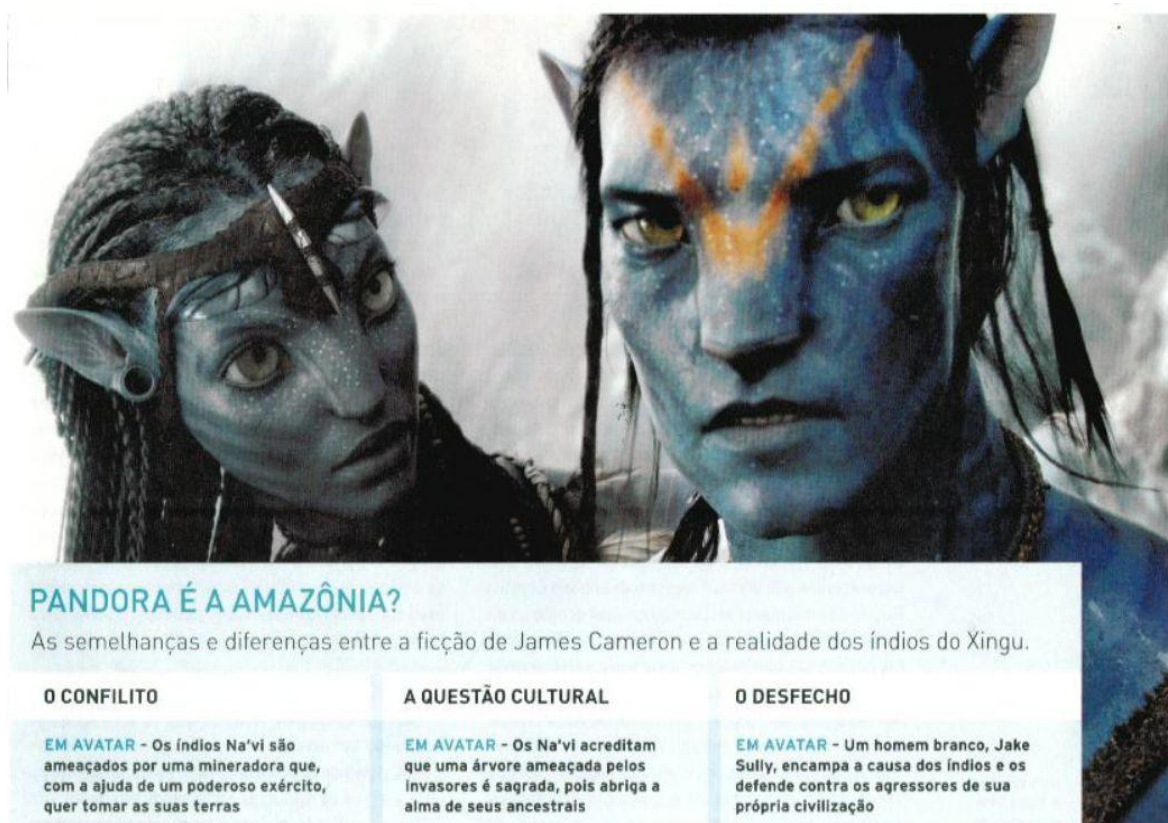 PANDORA É A AMAZÔNIA?
As semelhanças e diferenças entre a ficção de James Cameron e a realidade dos índios do Xingu.
O CONFILITO
EM AVATAR - Os índios Na'vi são
ameaçados por uma mineradora que,
com a ajuda de um poderoso exército,
quer tomar as suas terras
A QUESTÃO CULTURAL
EM AVATAR - Os Na'vi acreditam
que uma árvore ameaçada pelos
invasores é sagrada, pois abriga a
alma de seus ancestrais
O DESFECHO
EM AVATAR - Um homem branco, Jake
Sully, encampa a causa dos índios e os
defende contra os agressores de sua
própria civilização